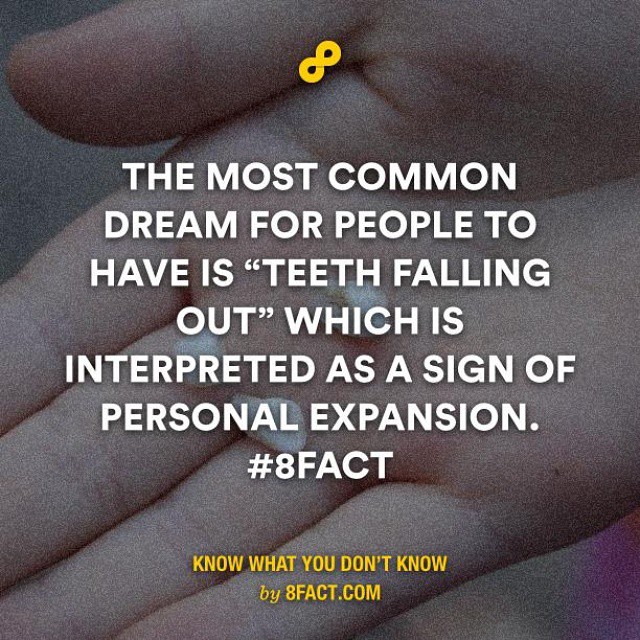 THE MOST COMMON
DREAM FOR PEOPLE TO
HAVE IS “TEETH FALLING
OUT” WHICH IS
INTERPRETED AS A SIGN OF
PERSONAL EXPANSION.
#8FACT
KNOW WHAT YOU DON'T KNOW
by 8FACT.COM